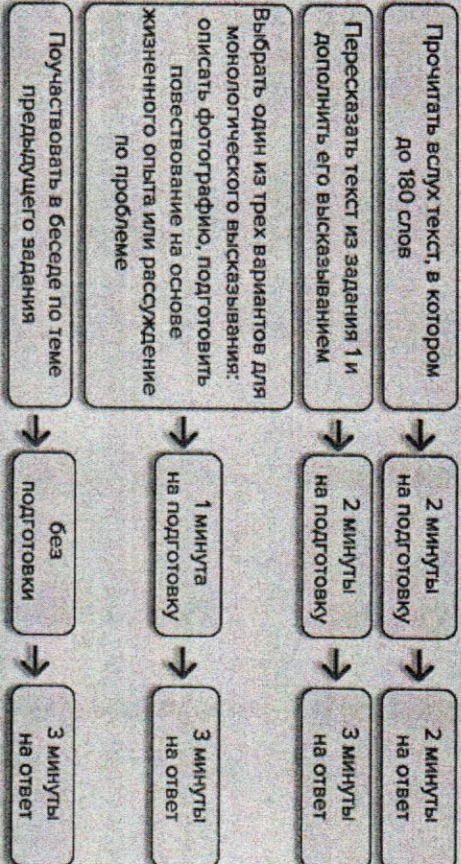 Прочитать вслух текст, в котором
до 180 слов
2 минуты
на подготовку
2 минуты
на ответ
Пересказать текст из задания 1 и
дополнить его высказыванием
2 минуты
на подготовку
3 минуты
на ответ
Выбрать один из трех вариантов для
монологического высказывания:
описать фотографию, подготовить
повествование на основе
жизненного опыта или рассуждение
по проблеме
1 минута
на подготовку
3 минуты
на ответ
Поучаствовать в беседе по теме
предыдущего задания
без
подготовки
3 минуты
на ответ